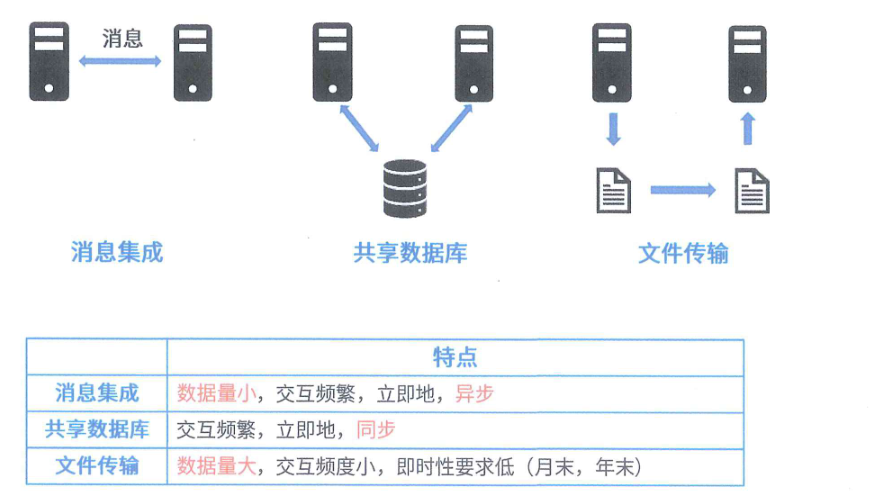 消息
消息集成
共享数据库
文件传输
特点
消息集成 数据量小，交互频繁，立即地，异步
共享数据库 交互频繁，立即地，同步
文件传输 数据量大，交互频度小，即时性要求低（月末，年末）